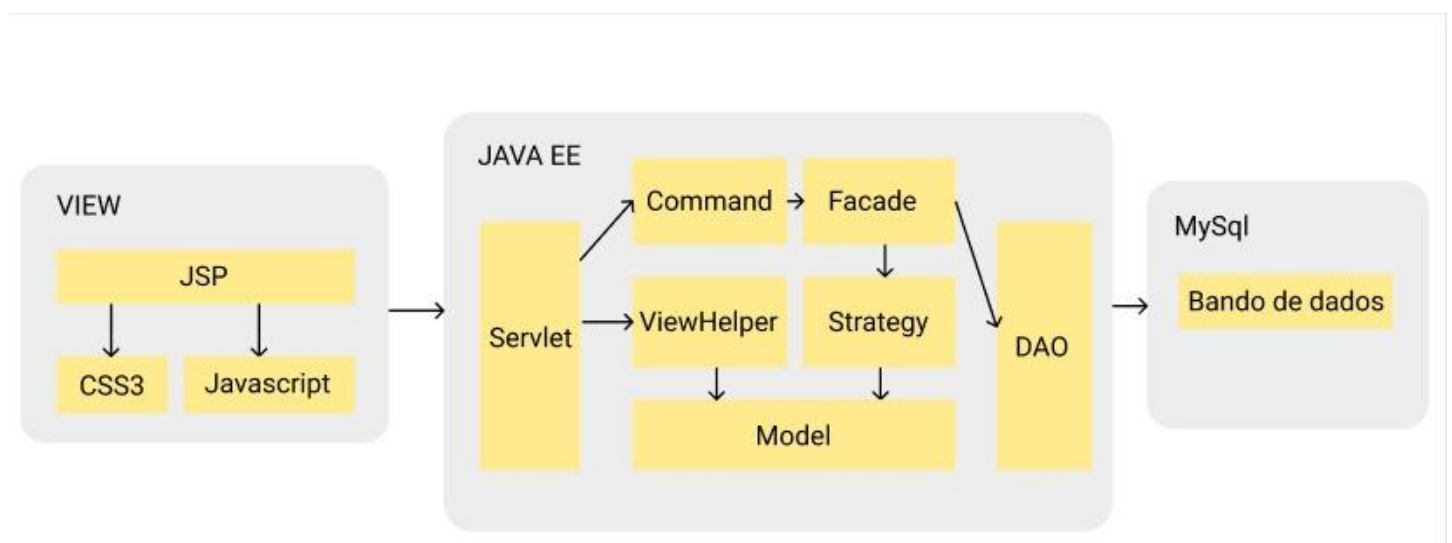 VIEW
JSP
CSS3
Javascript
JAVA EE
Servlet
Command
Facade
ViewHelper
Strategy
Model
DAO
MySql
Bando de dados